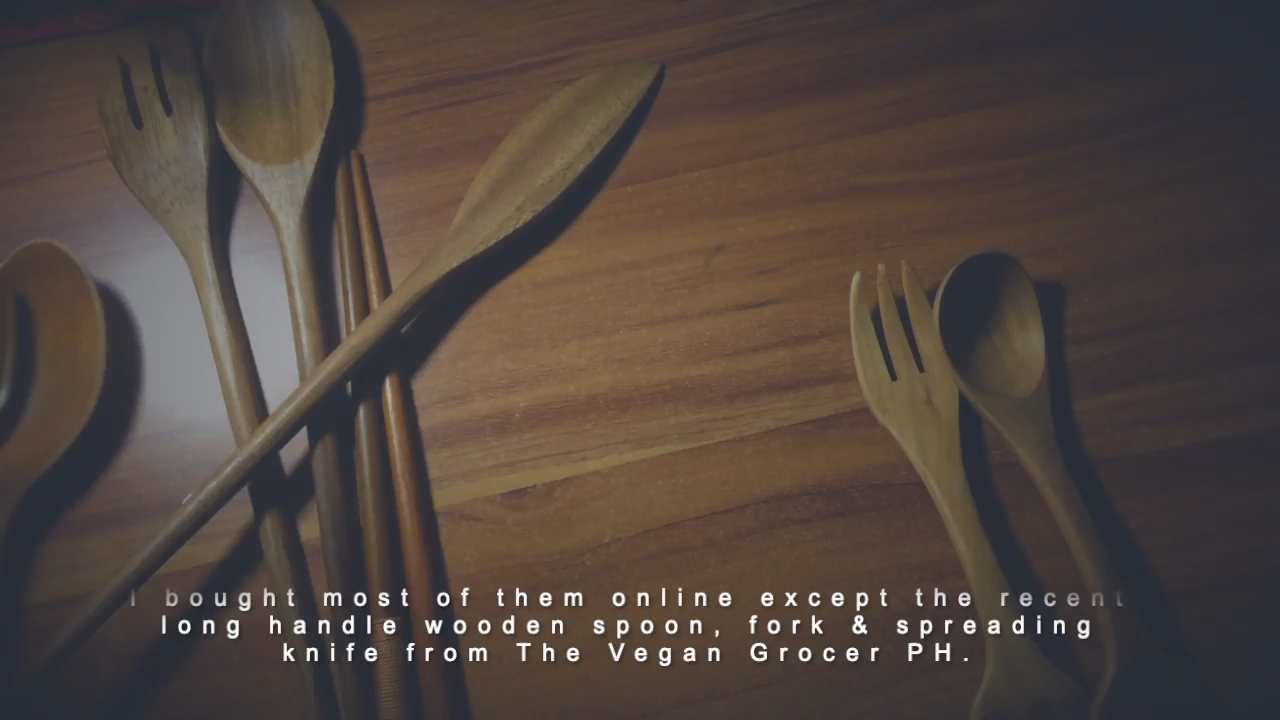 I bought most of them online except the recent
long handle wooden spoon, fork & spreading
knife from The Vegan Grocer PH.